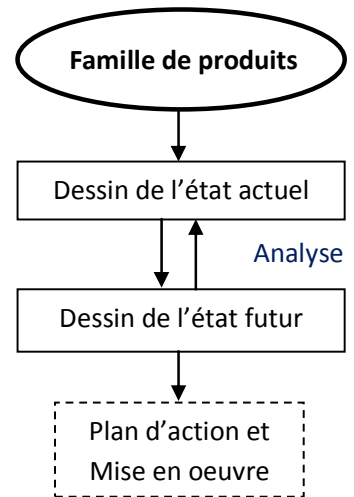 Famille de produits
Dessin de l'état actuel
Analyse
Dessin de l'état futur
Plan d'action et
Mise en oeuvre